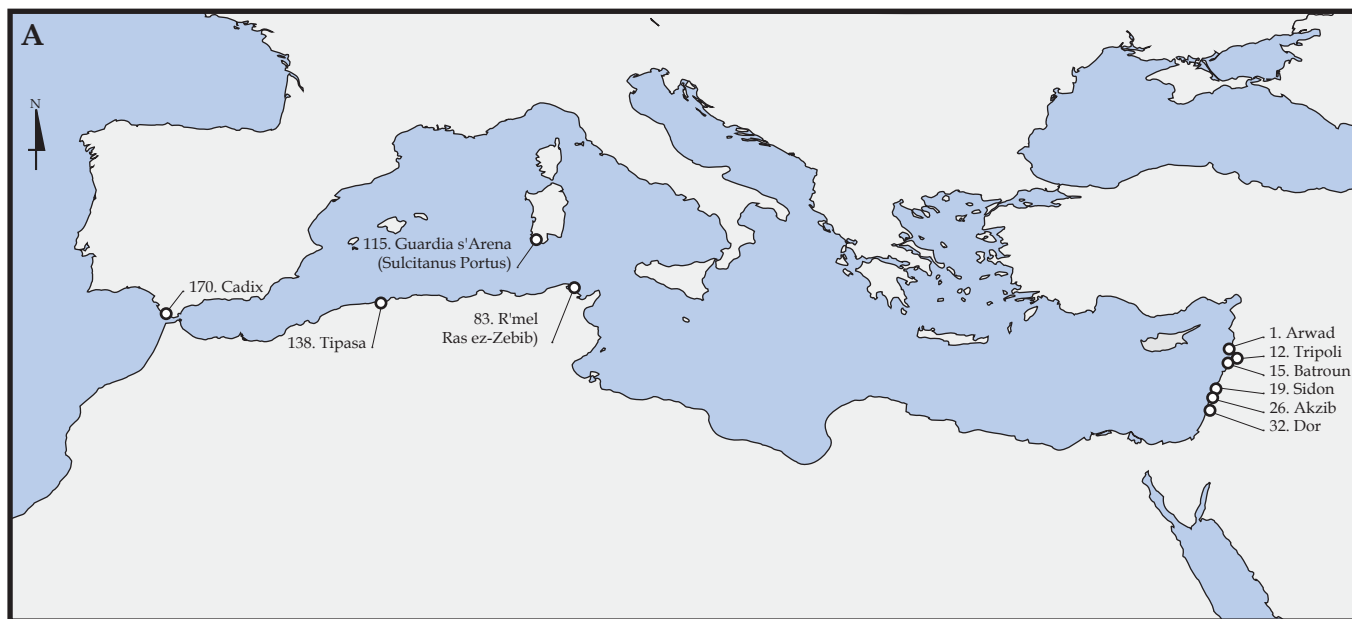 A
N
115. Guardia s'Arena
(Sulcitanus Portus)
170. Cadix
83. R'mel
Ras ez-Zebib)
138. Tipasa
1. Arwad
12. Tripoli
15. Batroun
19. Sidon
26. Akzib
32. Dor